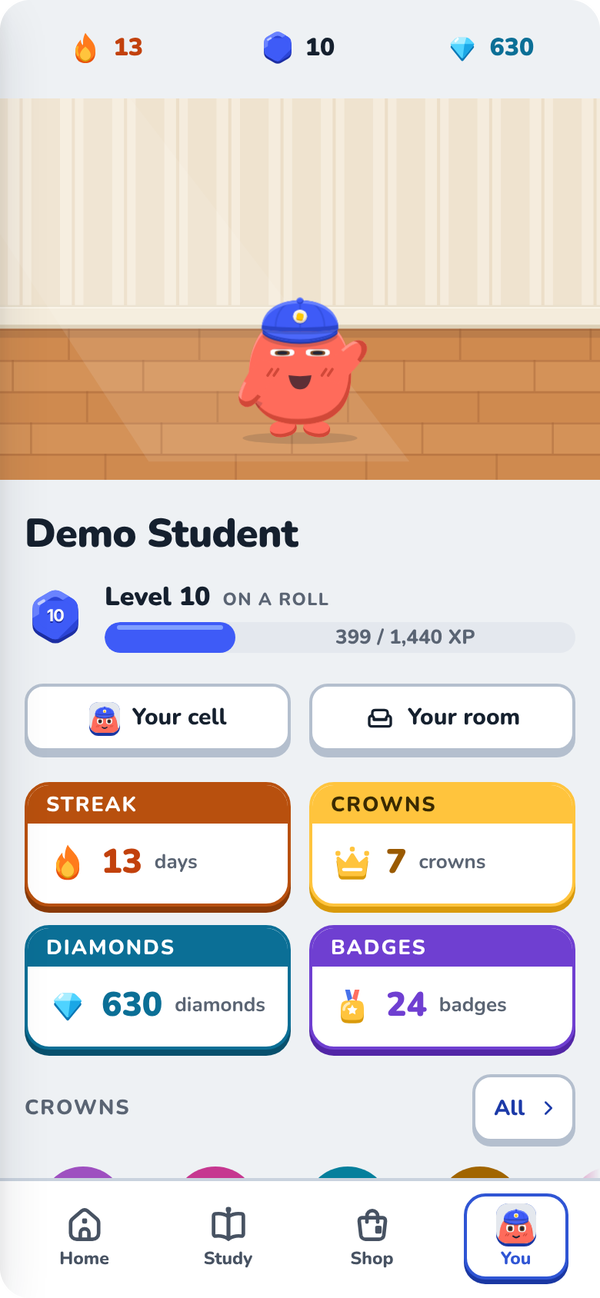 13 10 630
Demo Student
10
Level 10 ON A ROLL
399 / 1,440 XP
Your cell Your room
STREAK CROWNS
13 days 7 crowns
DIAMONDS BADGES
630 diamonds 24 badges
CROWNS All
Home Study Shop You